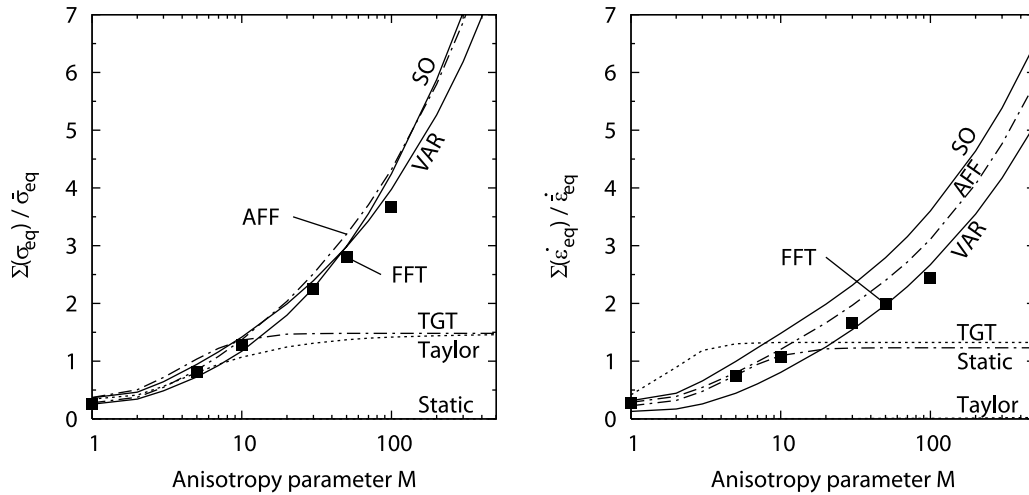 7
6
5
4
3
2
1
0
Σ(σeq) / σ̄eq
SO
VAR
AFF
FFT
TGT
Taylor
Static
1 10 100
Anisotropy parameter M
7
6
5
4
3
2
1
0
Σ(ε̇eq) / ε̄̇eq
SO
AFF
VAR
FFT
TGT
Static
Taylor
1 10 100
Anisotropy parameter M